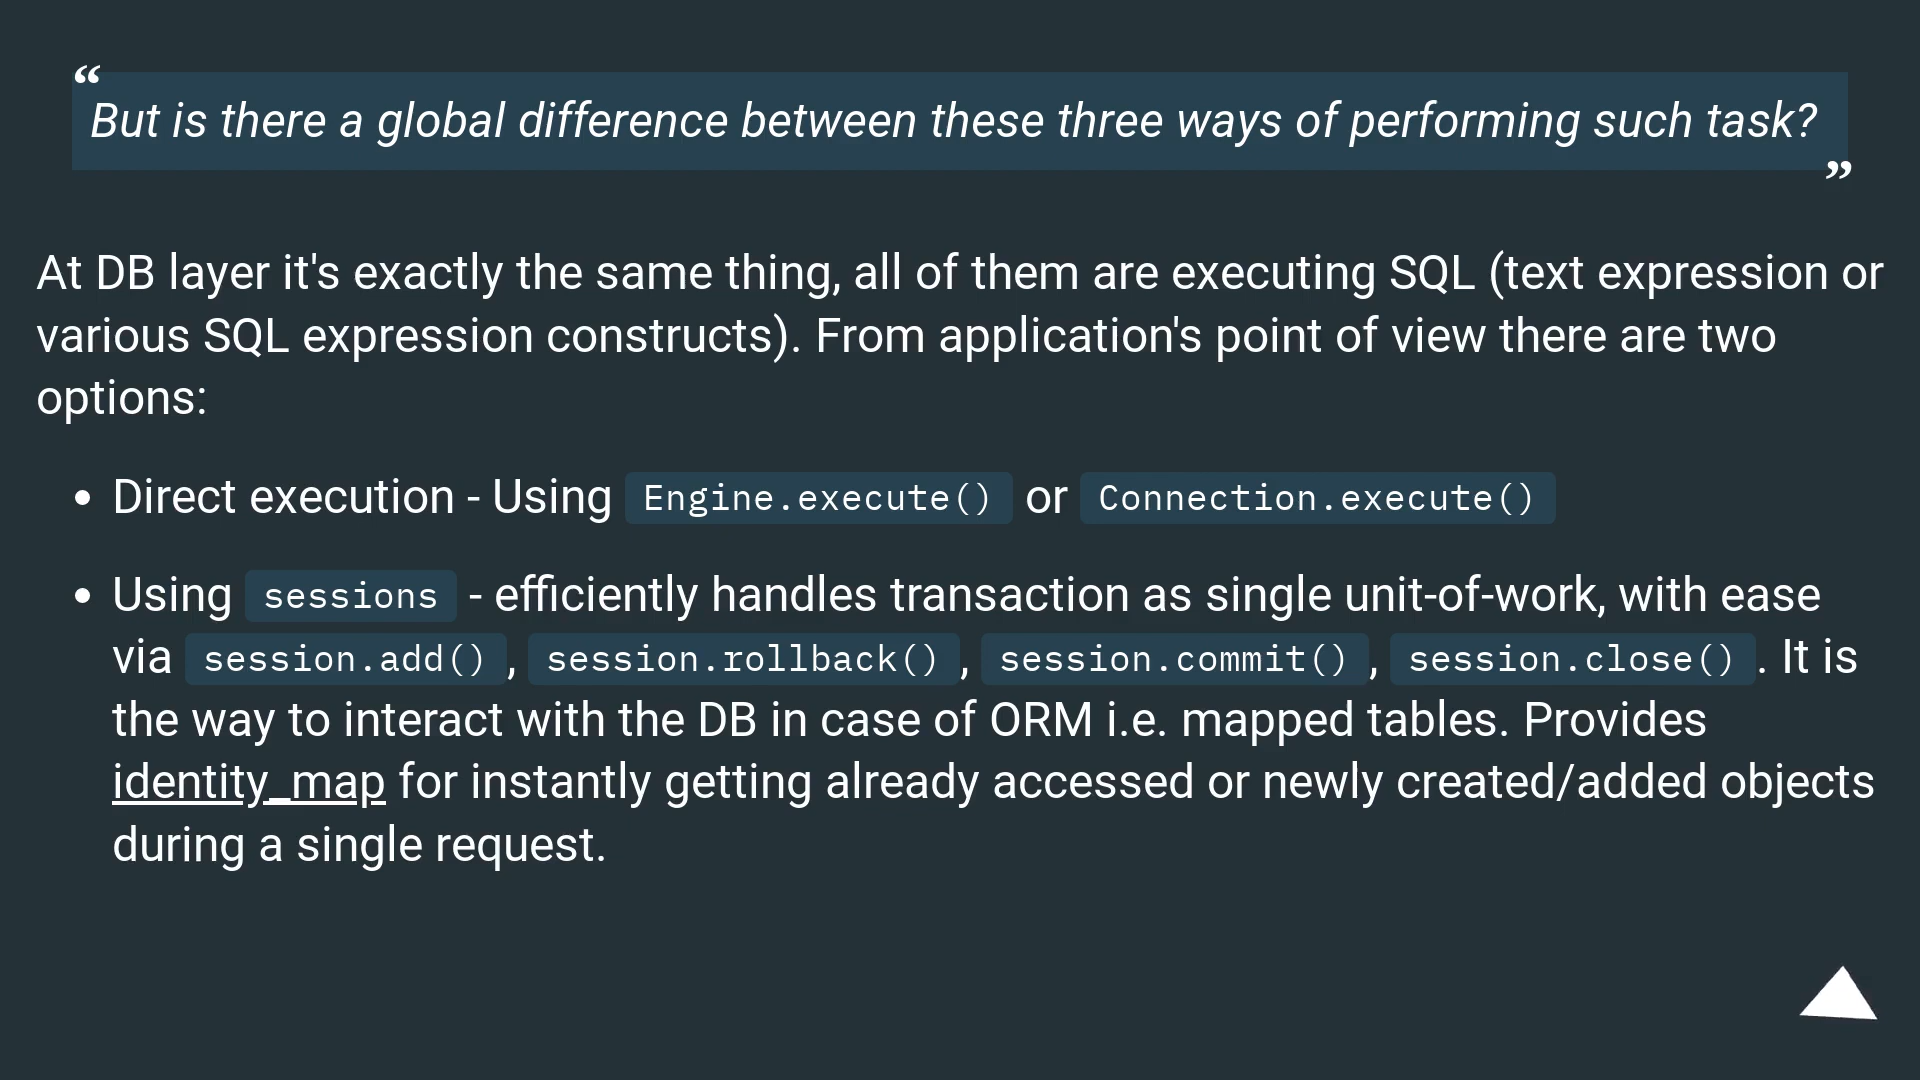 “
But is there a global difference between these three ways of performing such task?
”
At DB layer it's exactly the same thing, all of them are executing SQL (text expression or
various SQL expression constructs). From application's point of view there are two
options:
• Direct execution - Using Engine.execute() or Connection.execute()
• Using sessions - efficiently handles transaction as single unit-of-work, with ease
via session.add(), session.rollback(), session.commit(), session.close(). It is
the way to interact with the DB in case of ORM i.e. mapped tables. Provides
identity_map for instantly getting already accessed or newly created/added objects
during a single request.